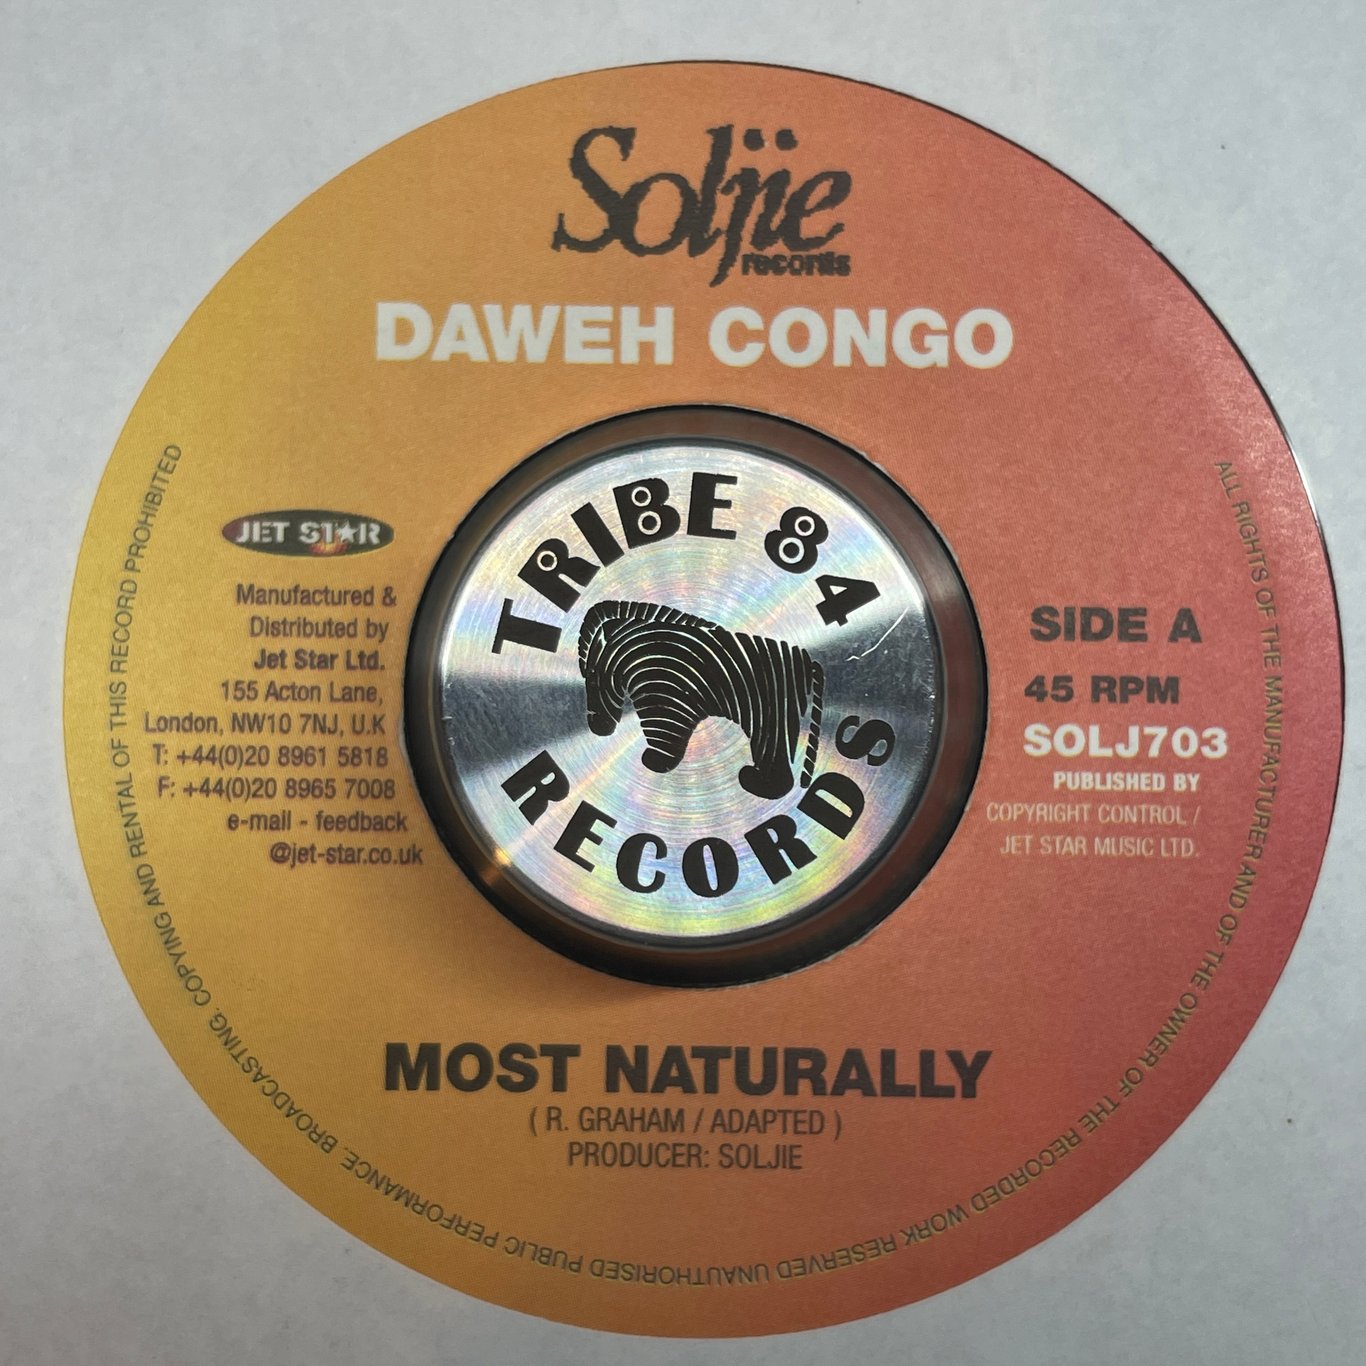 Soljie
records
DAWEH CONGO
JET STAR
Manufactured &
Distributed by
Jet Star Ltd.
155 Acton Lane,
London, NW10 7NJ, U.K
T: +44(0)20 8961 5818
F: +44(0)20 8965 7008
e-mail - feedback
@jet-star.co.uk
TRIBE 84
RECORDS
SIDE A
45 RPM
SOLJ703
PUBLISHED BY
COPYRIGHT CONTROL /
JET STAR MUSIC LTD.
MOST NATURALLY
( R. GRAHAM / ADAPTED )
PRODUCER: SOLJIE
ALL RIGHTS OF THE MANUFACTURER AND OF THE OWNER OF THE RECORDED WORK RESERVED UNAUTHORISED PUBLIC PERFORMANCE. BROADCASTING. COPYING AND RENTAL OF THIS RECORD PROHIBITED